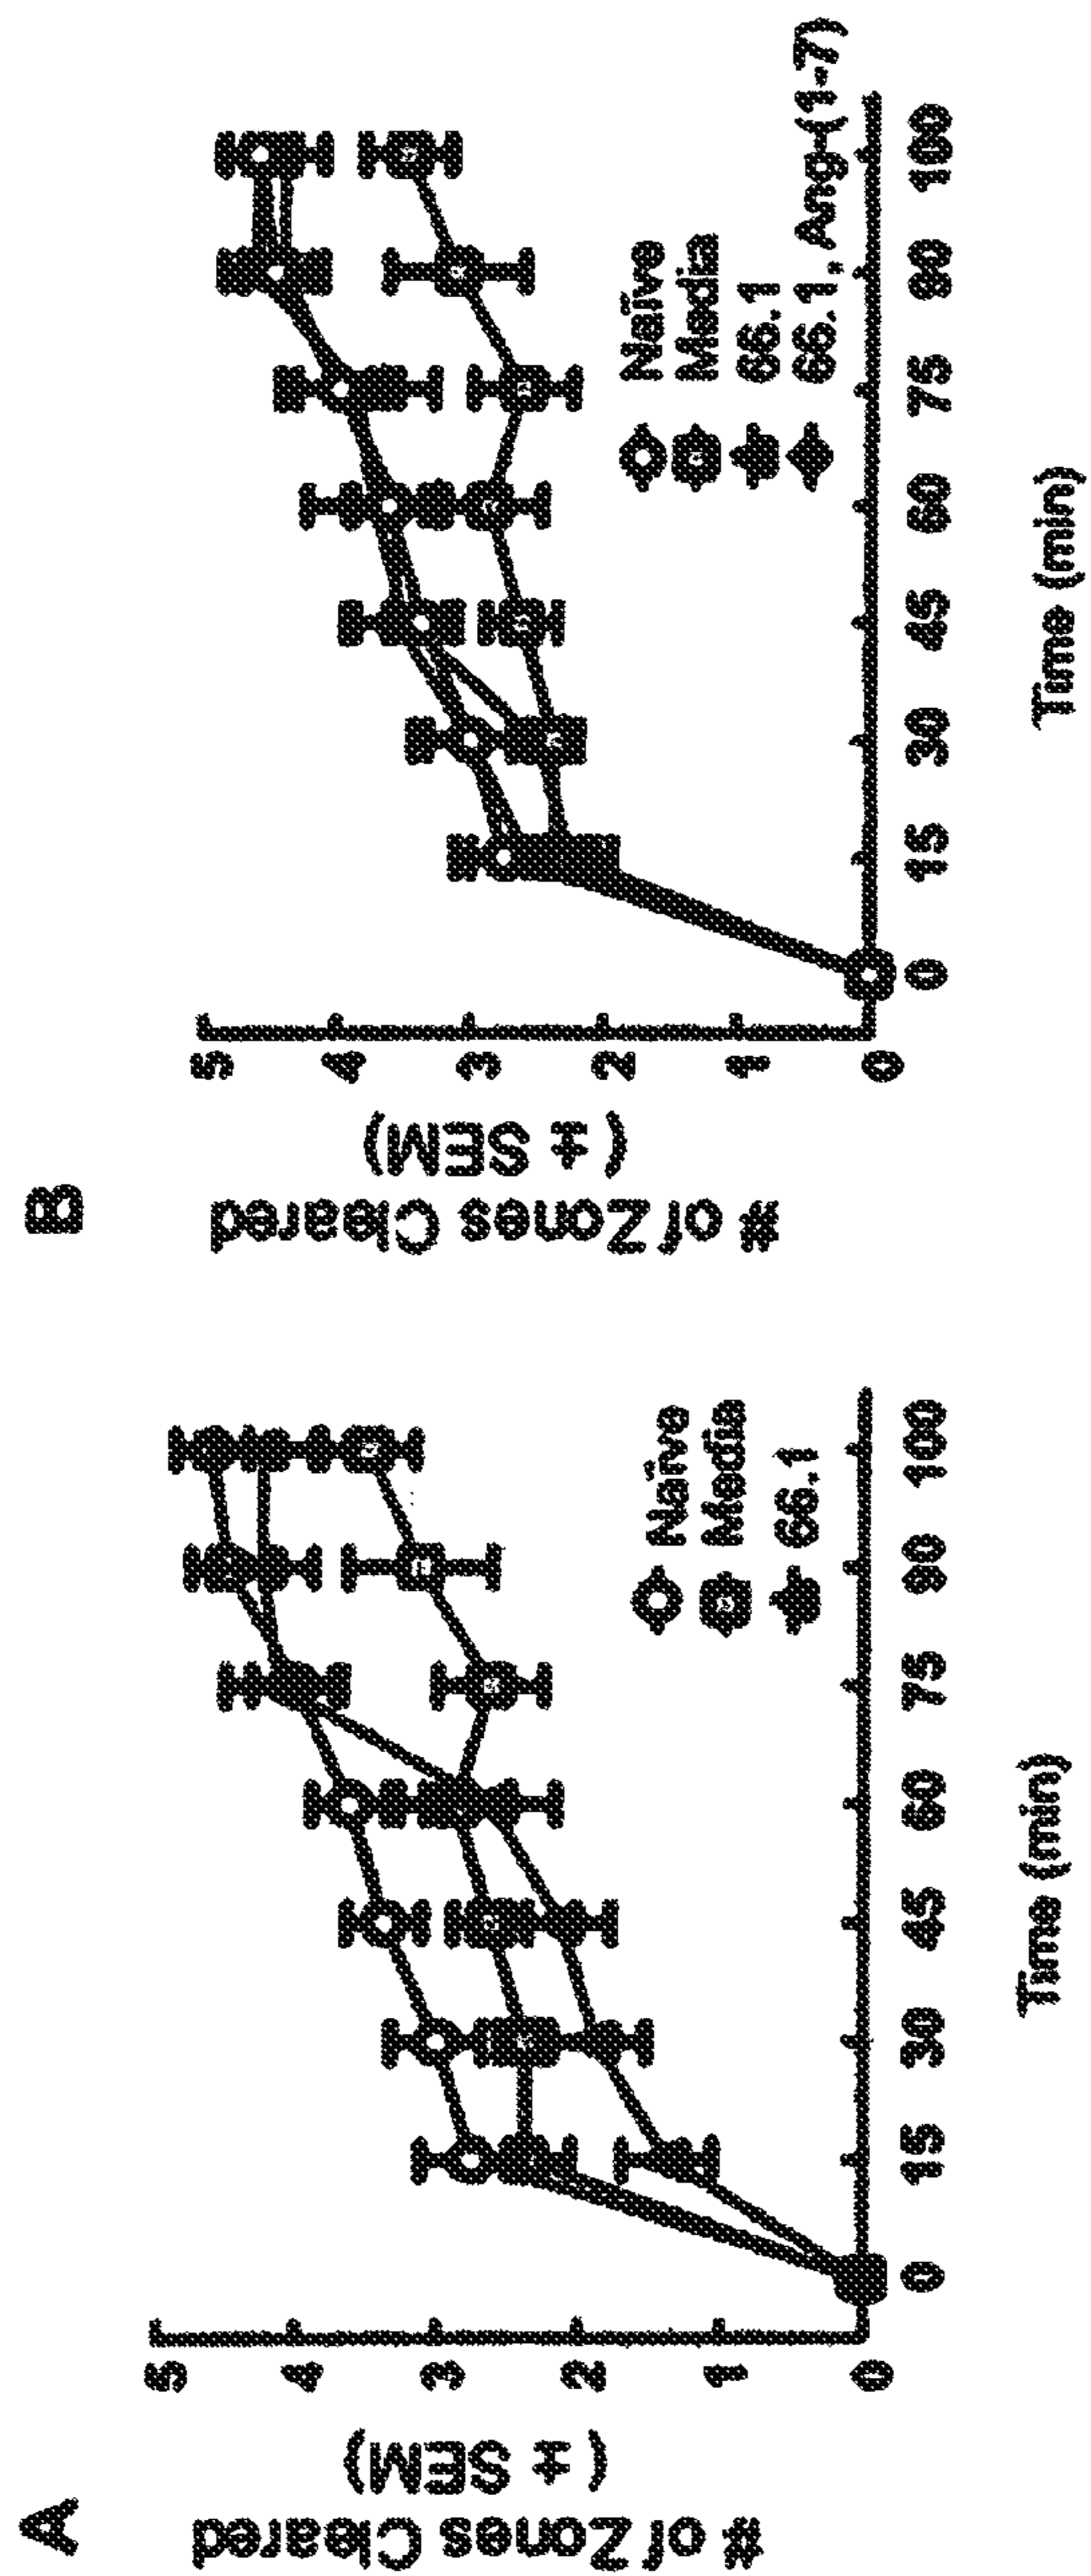 A
# of Zones Cleared
(± SEM)
5
4
3
2
1
0
0
15
30
45
60
75
90
100
Time (min)
Naïve
Media
66.1
B
# of Zones Cleared
(± SEM)
5
4
3
2
1
0
0
15
30
45
60
75
90
100
Time (min)
Naïve
Media
66.1
66.1, Ang-(1-7)